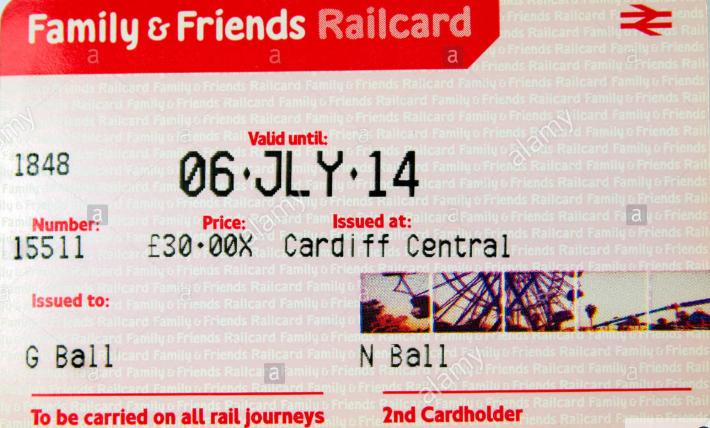 Family & Friends Railcard
Valid until:
1848 06·JLY·14
Number: Price: Issued at:
15511 £30·00X Cardiff Central
Issued to:
G Ball N Ball
To be carried on all rail journeys 2nd Cardholder
alamy